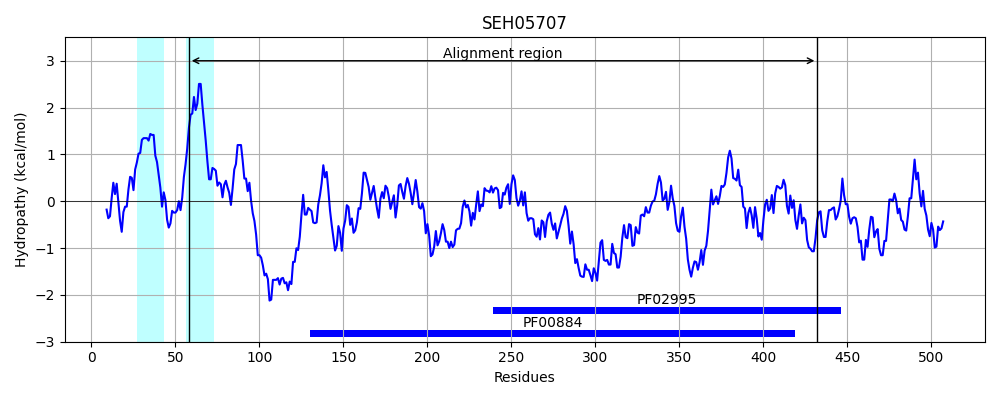 SEH05707
Alignment region
3
2
1
0
−1
−2
−3
Hydropathy (kcal/mol)
PF02995
PF00884
0 50 100 150 200 250 300 350 400 450 500
Residues